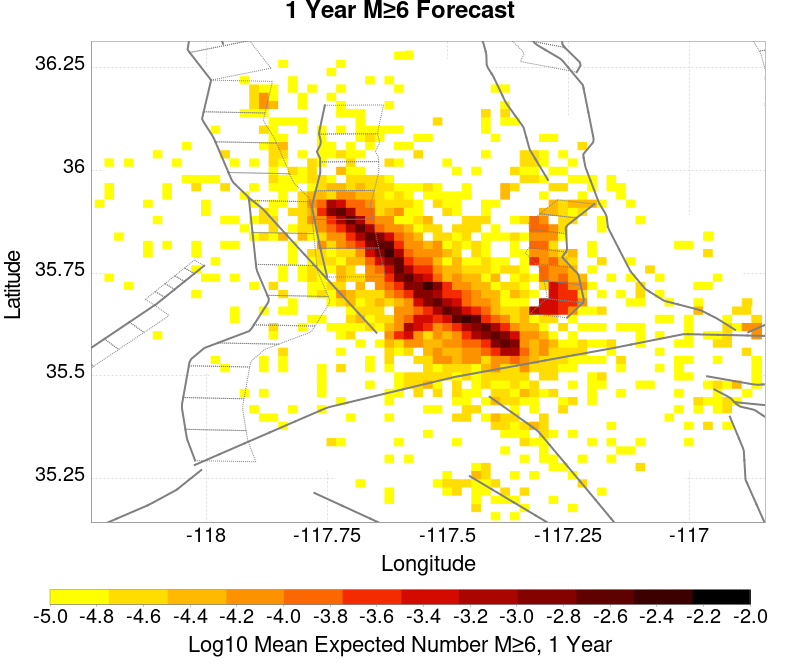 1 Year M≥6 Forecast
36.25
36
35.75
35.5
35.25
Latitude
-118
-117.75
-117.5
-117.25
-117
Longitude
-5.0 -4.8 -4.6 -4.4 -4.2 -4.0 -3.8 -3.6 -3.4 -3.2 -3.0 -2.8 -2.6 -2.4 -2.2 -2.0
Log10 Mean Expected Number M≥6, 1 Year